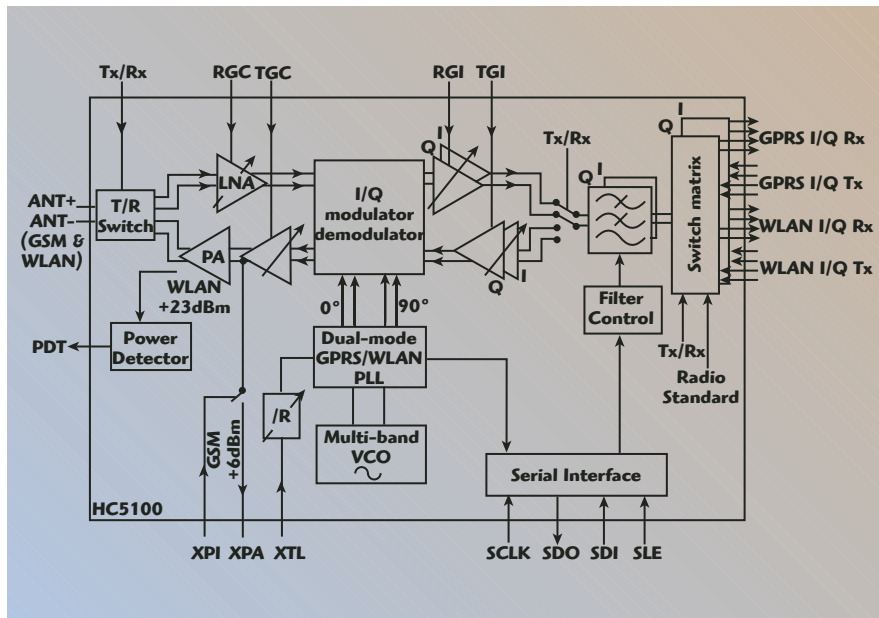 Tx/Rx
RGC TGC
RGI TGI
I
Q
Tx/Rx
Q
I
Q
I
GPRS I/Q Rx
GPRS I/Q Tx
WLAN I/Q Rx
WLAN I/Q Tx
Switch matrix
ANT+
ANT-
(GSM &
WLAN)
T/R
Switch
LNA
PA
I/Q
modulator
demodulator
Q
I
WLAN
+23dBm
0°
90°
Filter
Control
Tx/Rx
Radio
Standard
PDT
Power
Detector
Dual-mode
GPRS/WLAN
PLL
/R
GSM
+6dBm
Multi-band
VCO
Serial Interface
HC5100
XPI XPA XTL
SCLK SDO SDI SLE